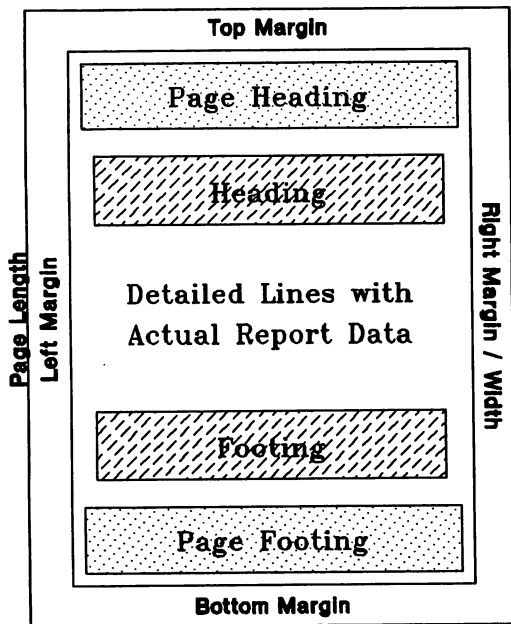 Top Margin
Page Heading
Heading
Page Length
Left Margin
Detailed Lines with
Actual Report Data
Right Margin / Width
Footing
Page Footing
Bottom Margin